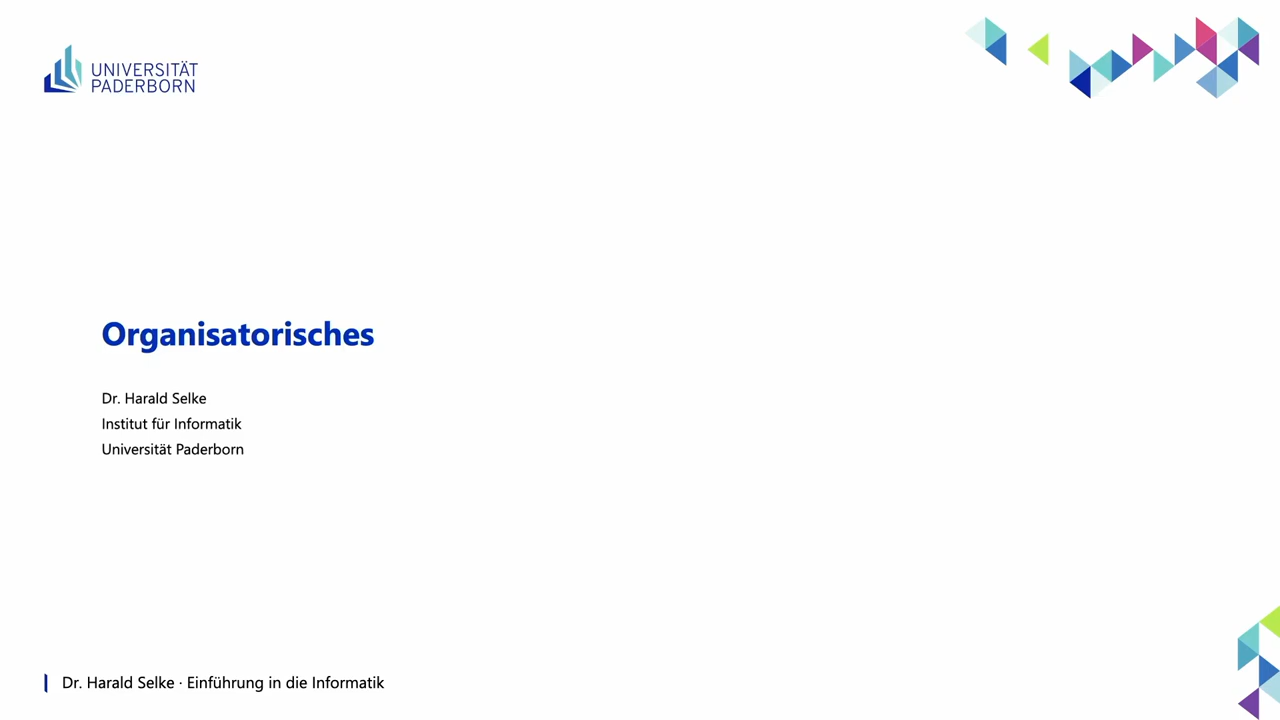 UNIVERSITÄT
PADERBORN
Organisatorisches
Dr. Harald Selke
Institut für Informatik
Universität Paderborn
Dr. Harald Selke · Einführung in die Informatik